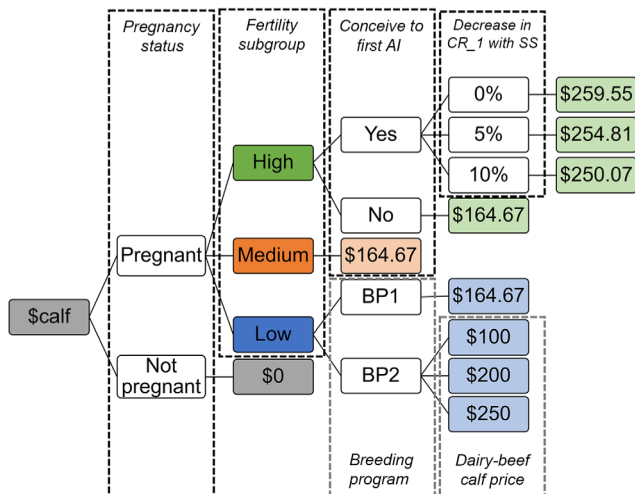 Pregnancy
status
Fertility
subgroup
Conceive to
first AI
Decrease in
CR_1 with SS
0%
$259.55
Yes
5%
$254.81
High
10%
$250.07
No
$164.67
Pregnant
Medium
$164.67
BP1
$164.67
$calf
Low
$100
Not
pregnant
$0
BP2
$200
$250
Breeding
program
Dairy-beef
calf price